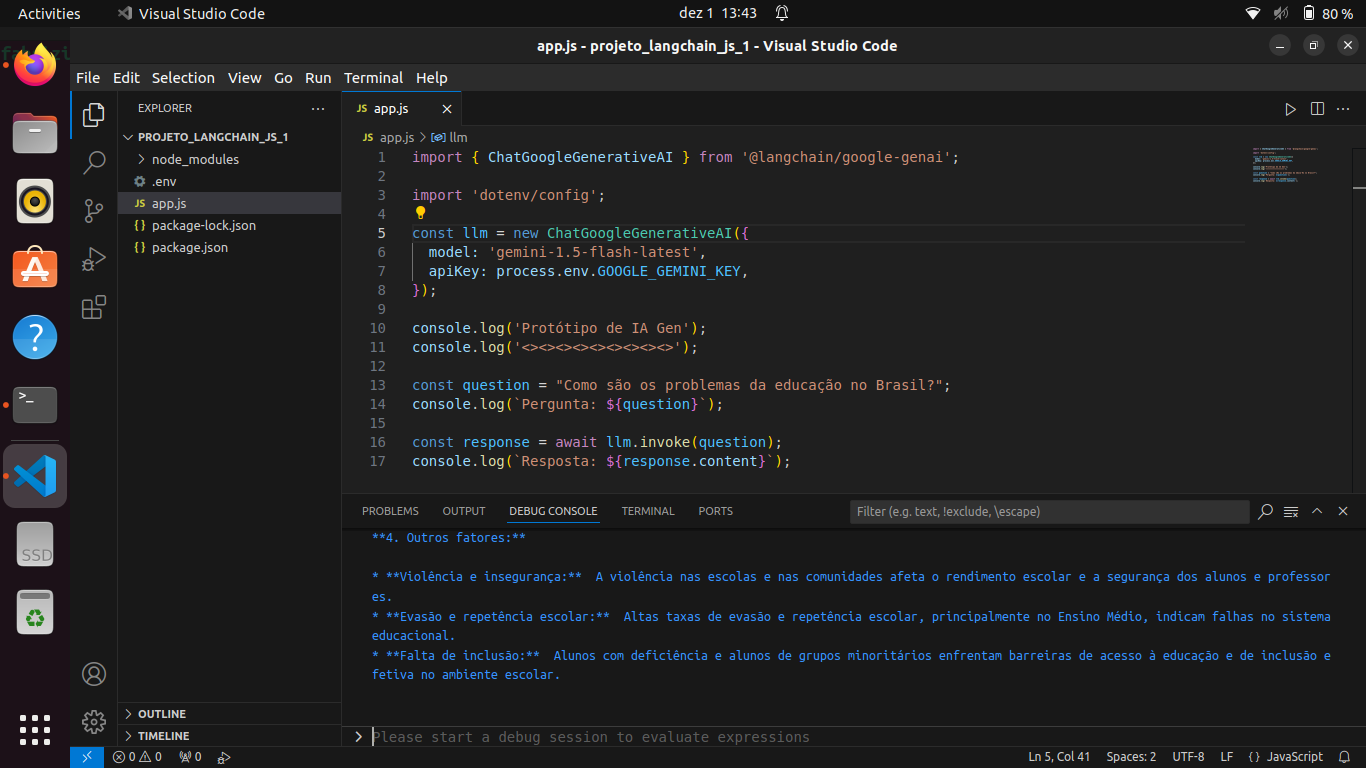 Activities
Visual Studio Code
dez 1 13:43
80 %
app.js - projeto_langchain_js_1 - Visual Studio Code
File Edit Selection View Go Run Terminal Help
EXPLORER
PROJETO_LANGCHAIN_JS_1
node_modules
.env
JS app.js
{} package-lock.json
{} package.json
OUTLINE
TIMELINE
JS app.js
JS app.js > llm
1 import { ChatGoogleGenerativeAI } from '@langchain/google-genai';
2
3 import 'dotenv/config';
4
5 const llm = new ChatGoogleGenerativeAI({
6 model: 'gemini-1.5-flash-latest',
7 apiKey: process.env.GOOGLE_GEMINI_KEY,
8 });
9
10 console.log('Protótipo de IA Gen');
11 console.log('<><><><><><><><><>');
12
13 const question = "Como são os problemas da educação no Brasil?";
14 console.log(`Pergunta: ${question}`);
15
16 const response = await llm.invoke(question);
17 console.log(`Resposta: ${response.content}`);
PROBLEMS OUTPUT DEBUG CONSOLE TERMINAL PORTS
Filter (e.g. text, !exclude, \escape)
**4. Outros fatores:**
* **Violência e insegurança:** A violência nas escolas e nas comunidades afeta o rendimento escolar e a segurança dos alunos e professor
es.
* **Evasão e repetência escolar:** Altas taxas de evasão e repetência escolar, principalmente no Ensino Médio, indicam falhas no sistema
educacional.
* **Falta de inclusão:** Alunos com deficiência e alunos de grupos minoritários enfrentam barreiras de acesso à educação e de inclusão e
fetiva no ambiente escolar.
> Please start a debug session to evaluate expressions
SSD
0 0 0
Ln 5, Col 41 Spaces: 2 UTF-8 LF {} JavaScript